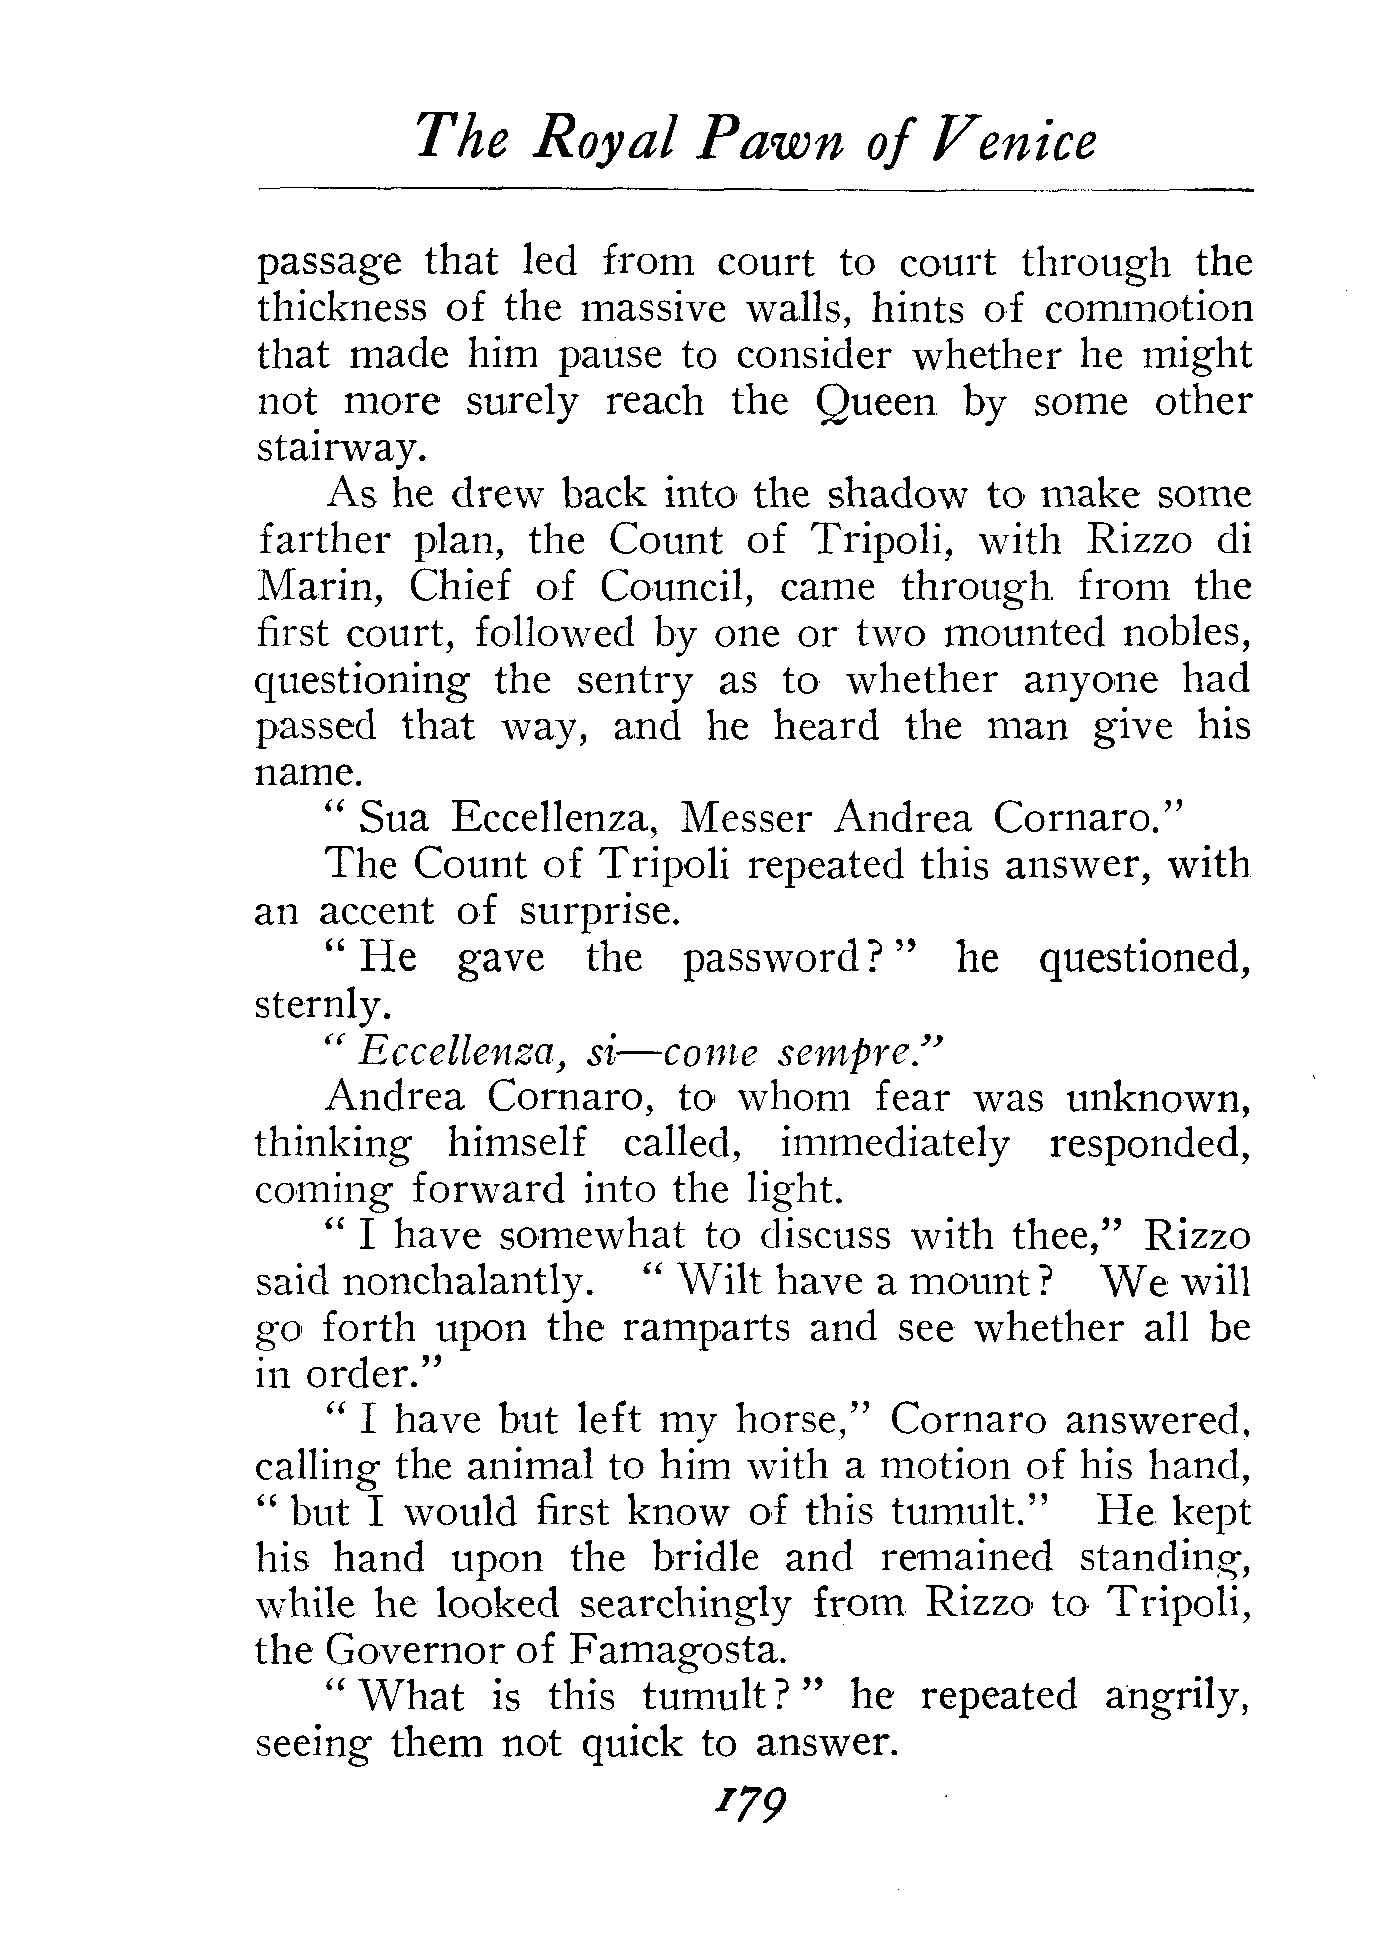 The Royal Pawn of Venice
passage that led from court to court through the
thickness of the massive walls, hints of commotion
that made him pause to consider whether he might
not more surely reach the Queen by some other
stairway.
As he drew back into the shadow to make some
farther plan, the Count of Tripoli, with Rizzo di
Marin, Chief of Council, came through from the
first court, followed by one or two mounted nobles,
questioning the sentry as to whether anyone had
passed that way, and he heard the man give his
name.
" Sua Eccellenza, Messer Andrea Cornaro."
The Count of Tripoli repeated this answer, with
an accent of surprise.
" He gave the password? " he questioned,
sternly.
" Eccellenza, si—come sempre."
Andrea Cornaro, to whom fear was unknown,
thinking himself called, immediately responded,
coming forward into the light.
" I have somewhat to discuss with thee," Rizzo
said nonchalantly. " Wilt have a mount? We will
go forth upon the ramparts and see whether all be
in order."
" I have but left my horse," Cornaro answered,
calling the animal to him with a motion of his hand,
" but I would first know of this tumult." He kept
his hand upon the bridle and remained standing,
while he looked searchingly from Rizzo to Tripoli,
the Governor of Famagosta.
" What is this tumult? " he repeated angrily,
seeing them not quick to answer.
179